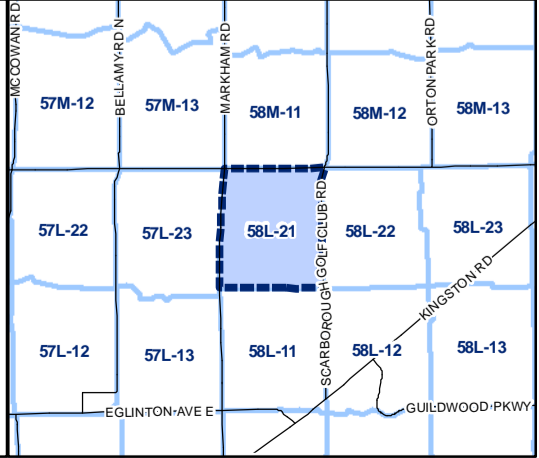 MCCOWAN RD
BELLAMY RD N
MARKHAM RD
ORTON PARK RD
57M-12
57M-13
58M-11
58M-12
58M-13
57L-22
57L-23
58L-21
SCARBOROUGH GOLF CLUB RD
58L-22
58L-23
KINGSTON RD
57L-12
57L-13
58L-11
58L-12
58L-13
EGLINTON AVE E
GUILDWOOD PKWY